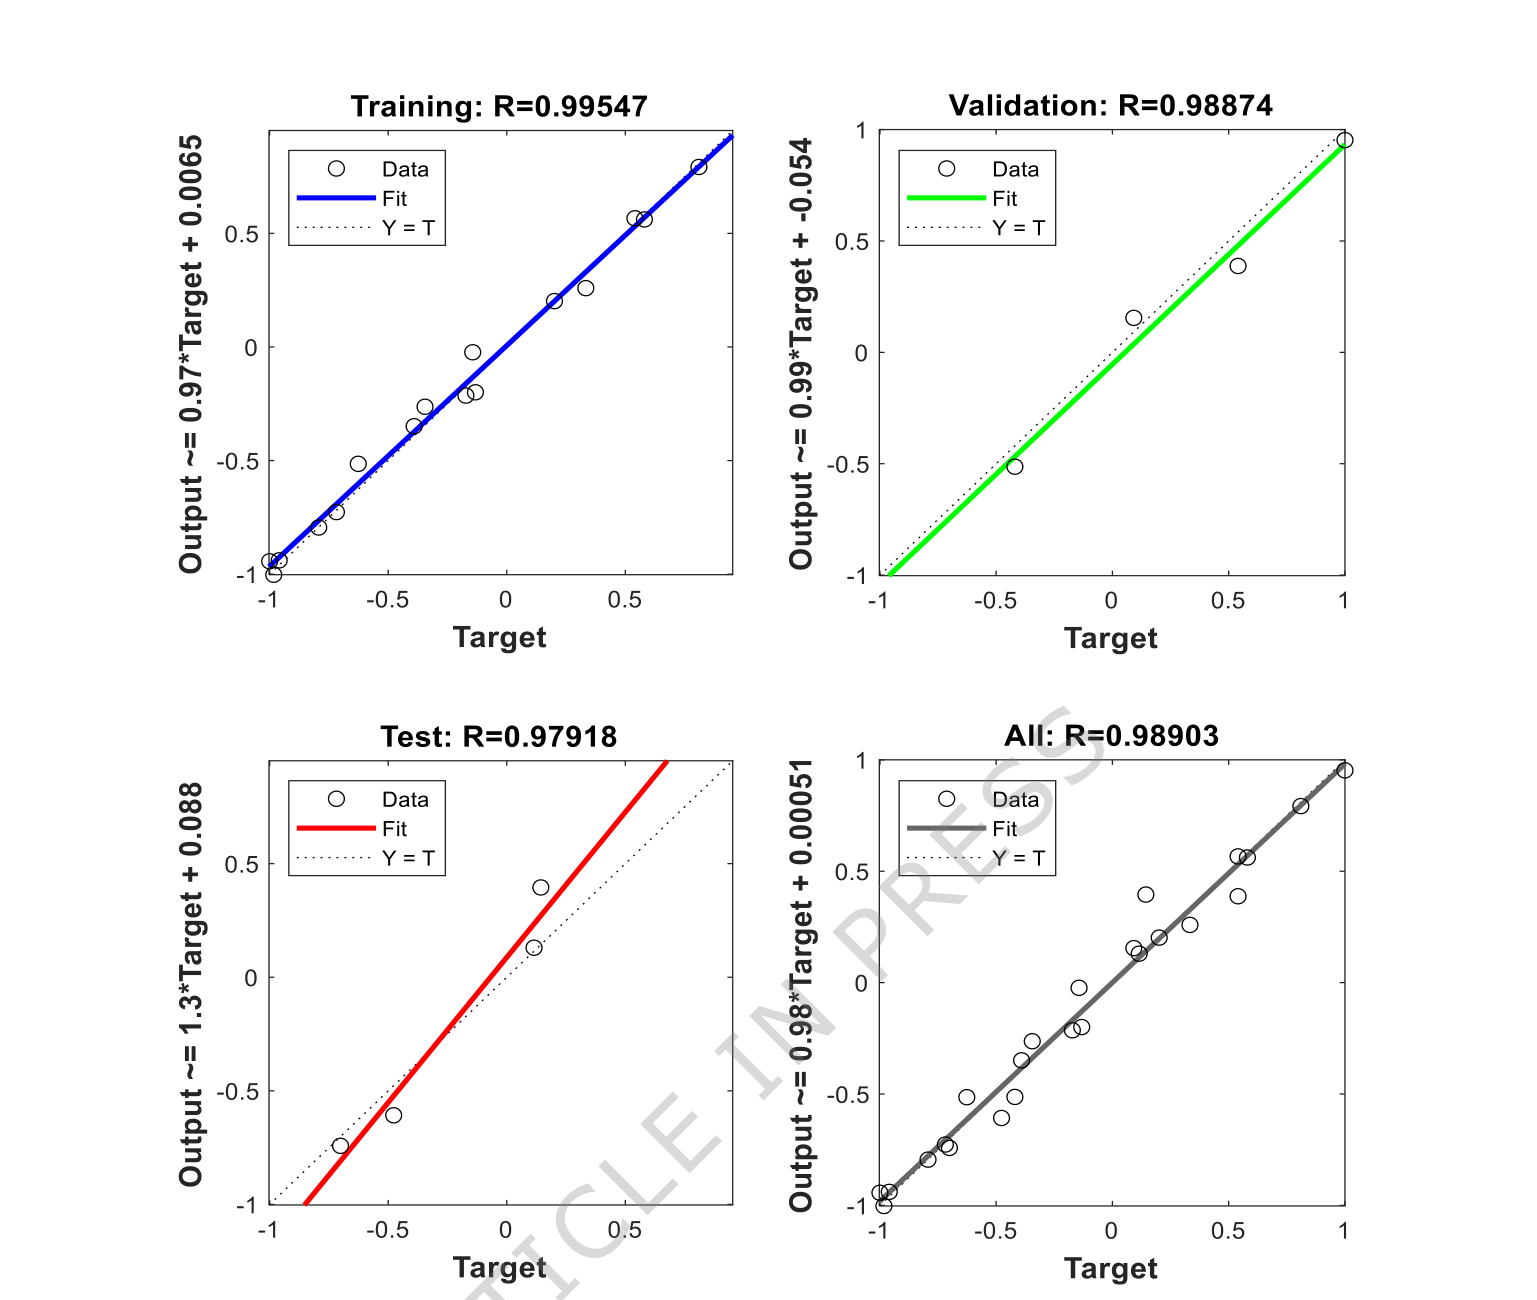 Training: R=0.99547
Output ~= 0.97*Target + 0.0065
Data
Fit
Y = T
0.5
0
-0.5
-1
-1
-0.5
0
0.5
Target
Validation: R=0.98874
Output ~= 0.99*Target + -0.054
Data
Fit
Y = T
1
0.5
0
-0.5
-1
-1
-0.5
0
0.5
1
Target
Test: R=0.97918
Output ~= 1.3*Target + 0.088
Data
Fit
Y = T
0.5
0
-0.5
-1
-1
-0.5
0
0.5
Target
All: R=0.98903
Output ~= 0.98*Target + 0.00051
Data
Fit
Y = T
1
0.5
0
-0.5
-1
-1
-0.5
0
0.5
1
Target
TICLE IN PRESS